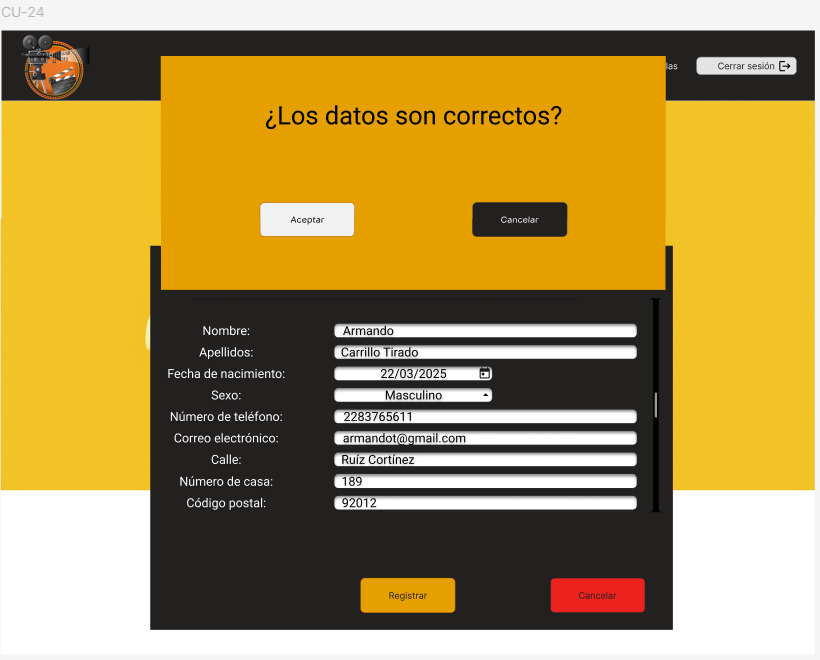 CU-24
las
Cerrar sesión
¿Los datos son correctos?
Aceptar
Cancelar
Nombre: Armando
Apellidos: Carrillo Tirado
Fecha de nacimiento: 22/03/2025
Sexo: Masculino
Número de teléfono: 2283765611
Correo electrónico: armandot@gmail.com
Calle: Ruíz Cortínez
Número de casa: 189
Código postal: 92012
Registrar
Cancelar